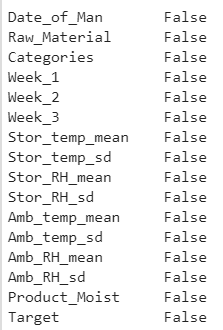 Date_of_Man False
Raw_Material False
Categories False
Week_1 False
Week_2 False
Week_3 False
Stor_temp_mean False
Stor_temp_sd False
Stor_RH_mean False
Stor_RH_sd False
Amb_temp_mean False
Amb_temp_sd False
Amb_RH_mean False
Amb_RH_sd False
Product_Moist False
Target False